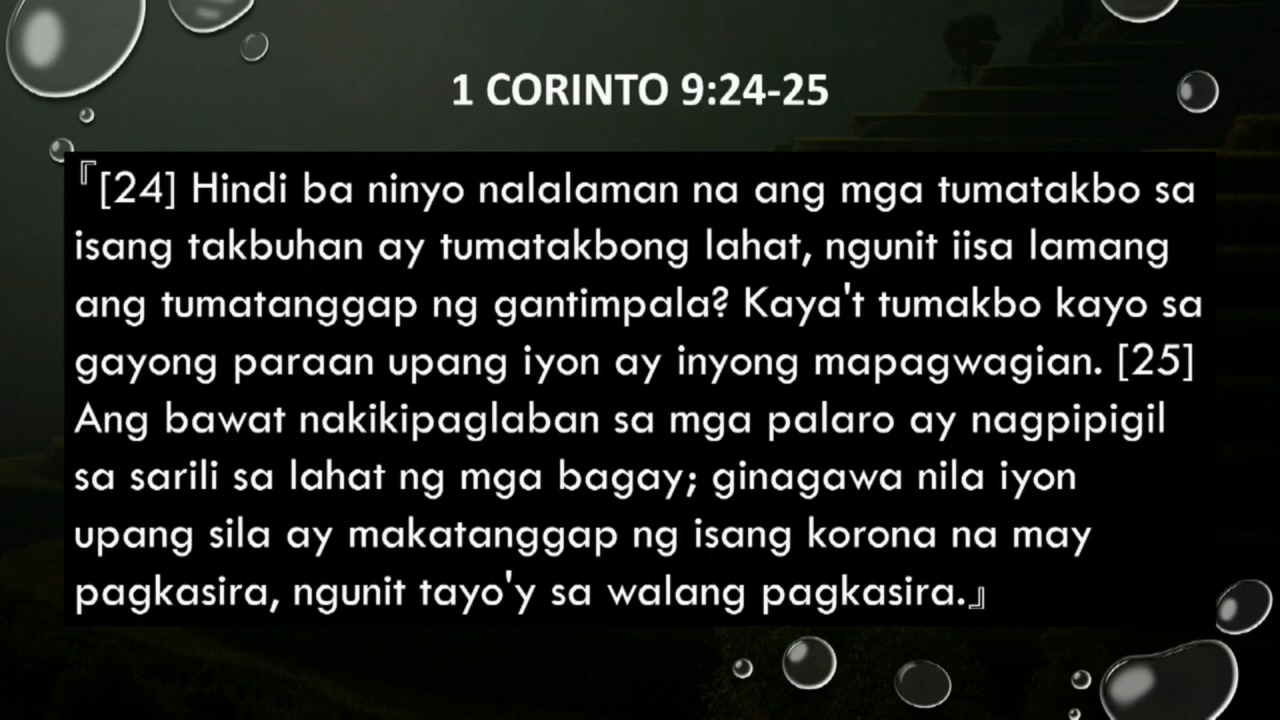 1 CORINTO 9:24-25
『[24] Hindi ba ninyo nalalaman na ang mga tumatakbo sa
isang takbuhan ay tumatakbong lahat, ngunit iisa lamang
ang tumatanggap ng gantimpala? Kaya't tumakbo kayo sa
gayong paraan upang iyon ay inyong mapagwagian. [25]
Ang bawat nakikipaglaban sa mga palaro ay nagpipigil
sa sarili sa lahat ng mga bagay; ginagawa nila iyon
upang sila ay makatanggap ng isang korona na may
pagkasira, ngunit tayo'y sa walang pagkasira.』